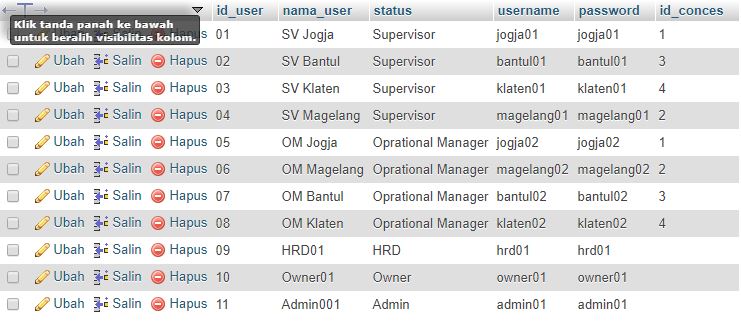 id_user nama_user status username password id_conces
Klik tanda panah ke bawah
untuk beralih visibilitas kolom.
01 SV Jogja Supervisor jogja01 jogja01 1
Ubah Salin Hapus 02 SV Bantul Supervisor bantul01 bantul01 3
Ubah Salin Hapus 03 SV Klaten Supervisor klaten01 klaten01 4
Ubah Salin Hapus 04 SV Magelang Supervisor magelang01 magelang01 2
Ubah Salin Hapus 05 OM Jogja Oprational Manager jogja02 jogja02 1
Ubah Salin Hapus 06 OM Magelang Oprational Manager magelang02 magelang02 2
Ubah Salin Hapus 07 OM Bantul Oprational Manager bantul02 bantul02 3
Ubah Salin Hapus 08 OM Klaten Oprational Manager klaten02 klaten02 4
Ubah Salin Hapus 09 HRD01 HRD hrd01 hrd01
Ubah Salin Hapus 10 Owner01 Owner owner01 owner01
Ubah Salin Hapus 11 Admin001 Admin admin01 admin01